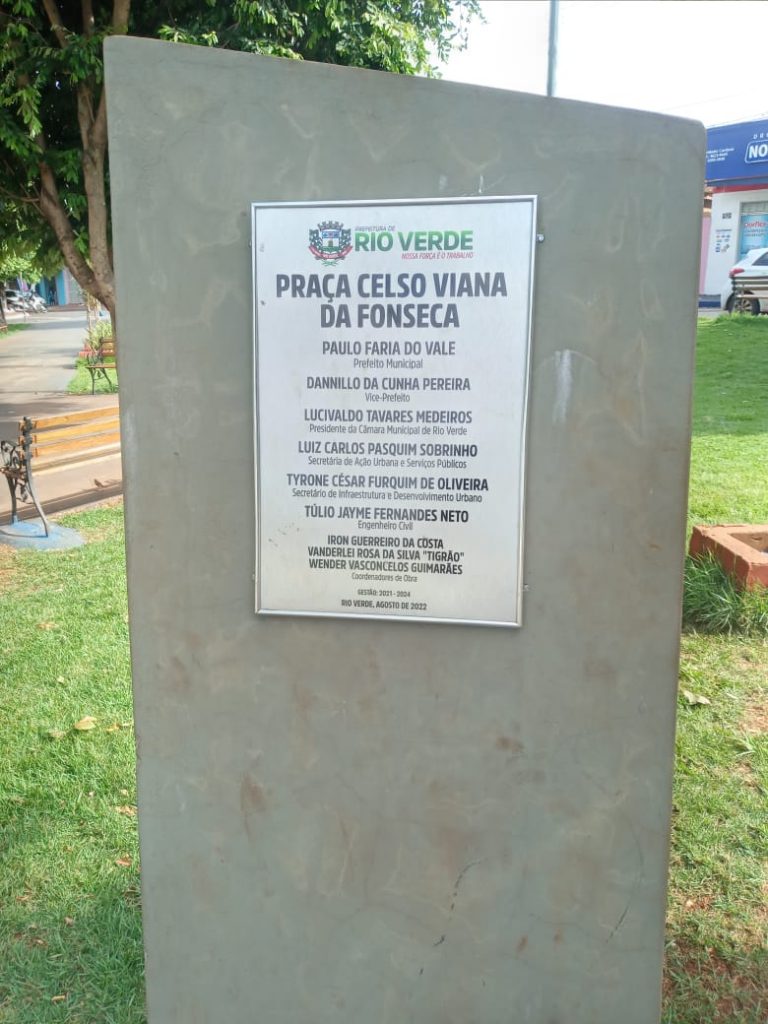 PREFEITURA DE
RIO VERDE
NOSSA FORÇA É O TRABALHO
PRAÇA CELSO VIANA
DA FONSECA
PAULO FARIA DO VALE
Prefeito Municipal
DANNILLO DA CUNHA PEREIRA
Vice-Prefeito
LUCIVALDO TAVARES MEDEIROS
Presidente da Câmara Municipal de Rio Verde
LUIZ CARLOS PASQUIM SOBRINHO
Secretária de Ação Urbana e Serviços Públicos
TYRONE CÉSAR FURQUIM DE OLIVEIRA
Secretário de Infraestrutura e Desenvolvimento Urbano
TÚLIO JAYME FERNANDES NETO
Engenheiro Civil
IRON GUERREIRO DA COSTA
VANDERLEI ROSA DA SILVA "TIGRÃO"
WENDER VASCONCELOS GUIMARÃES
Coordenadores de Obra
GESTÃO: 2021 - 2024
RIO VERDE, AGOSTO DE 2022